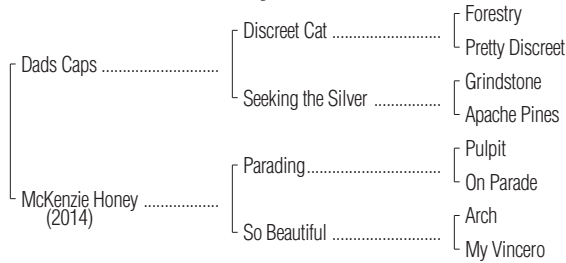 Forestry
Discreet Cat ........................
Pretty Discreet
Dads Caps ..........................
Grindstone
Seeking the Silver ...............
Apache Pines
Pulpit
Parading..............................
On Parade
McKenzie Honey .................
(2014)
Arch
So Beautiful ........................
My Vincero